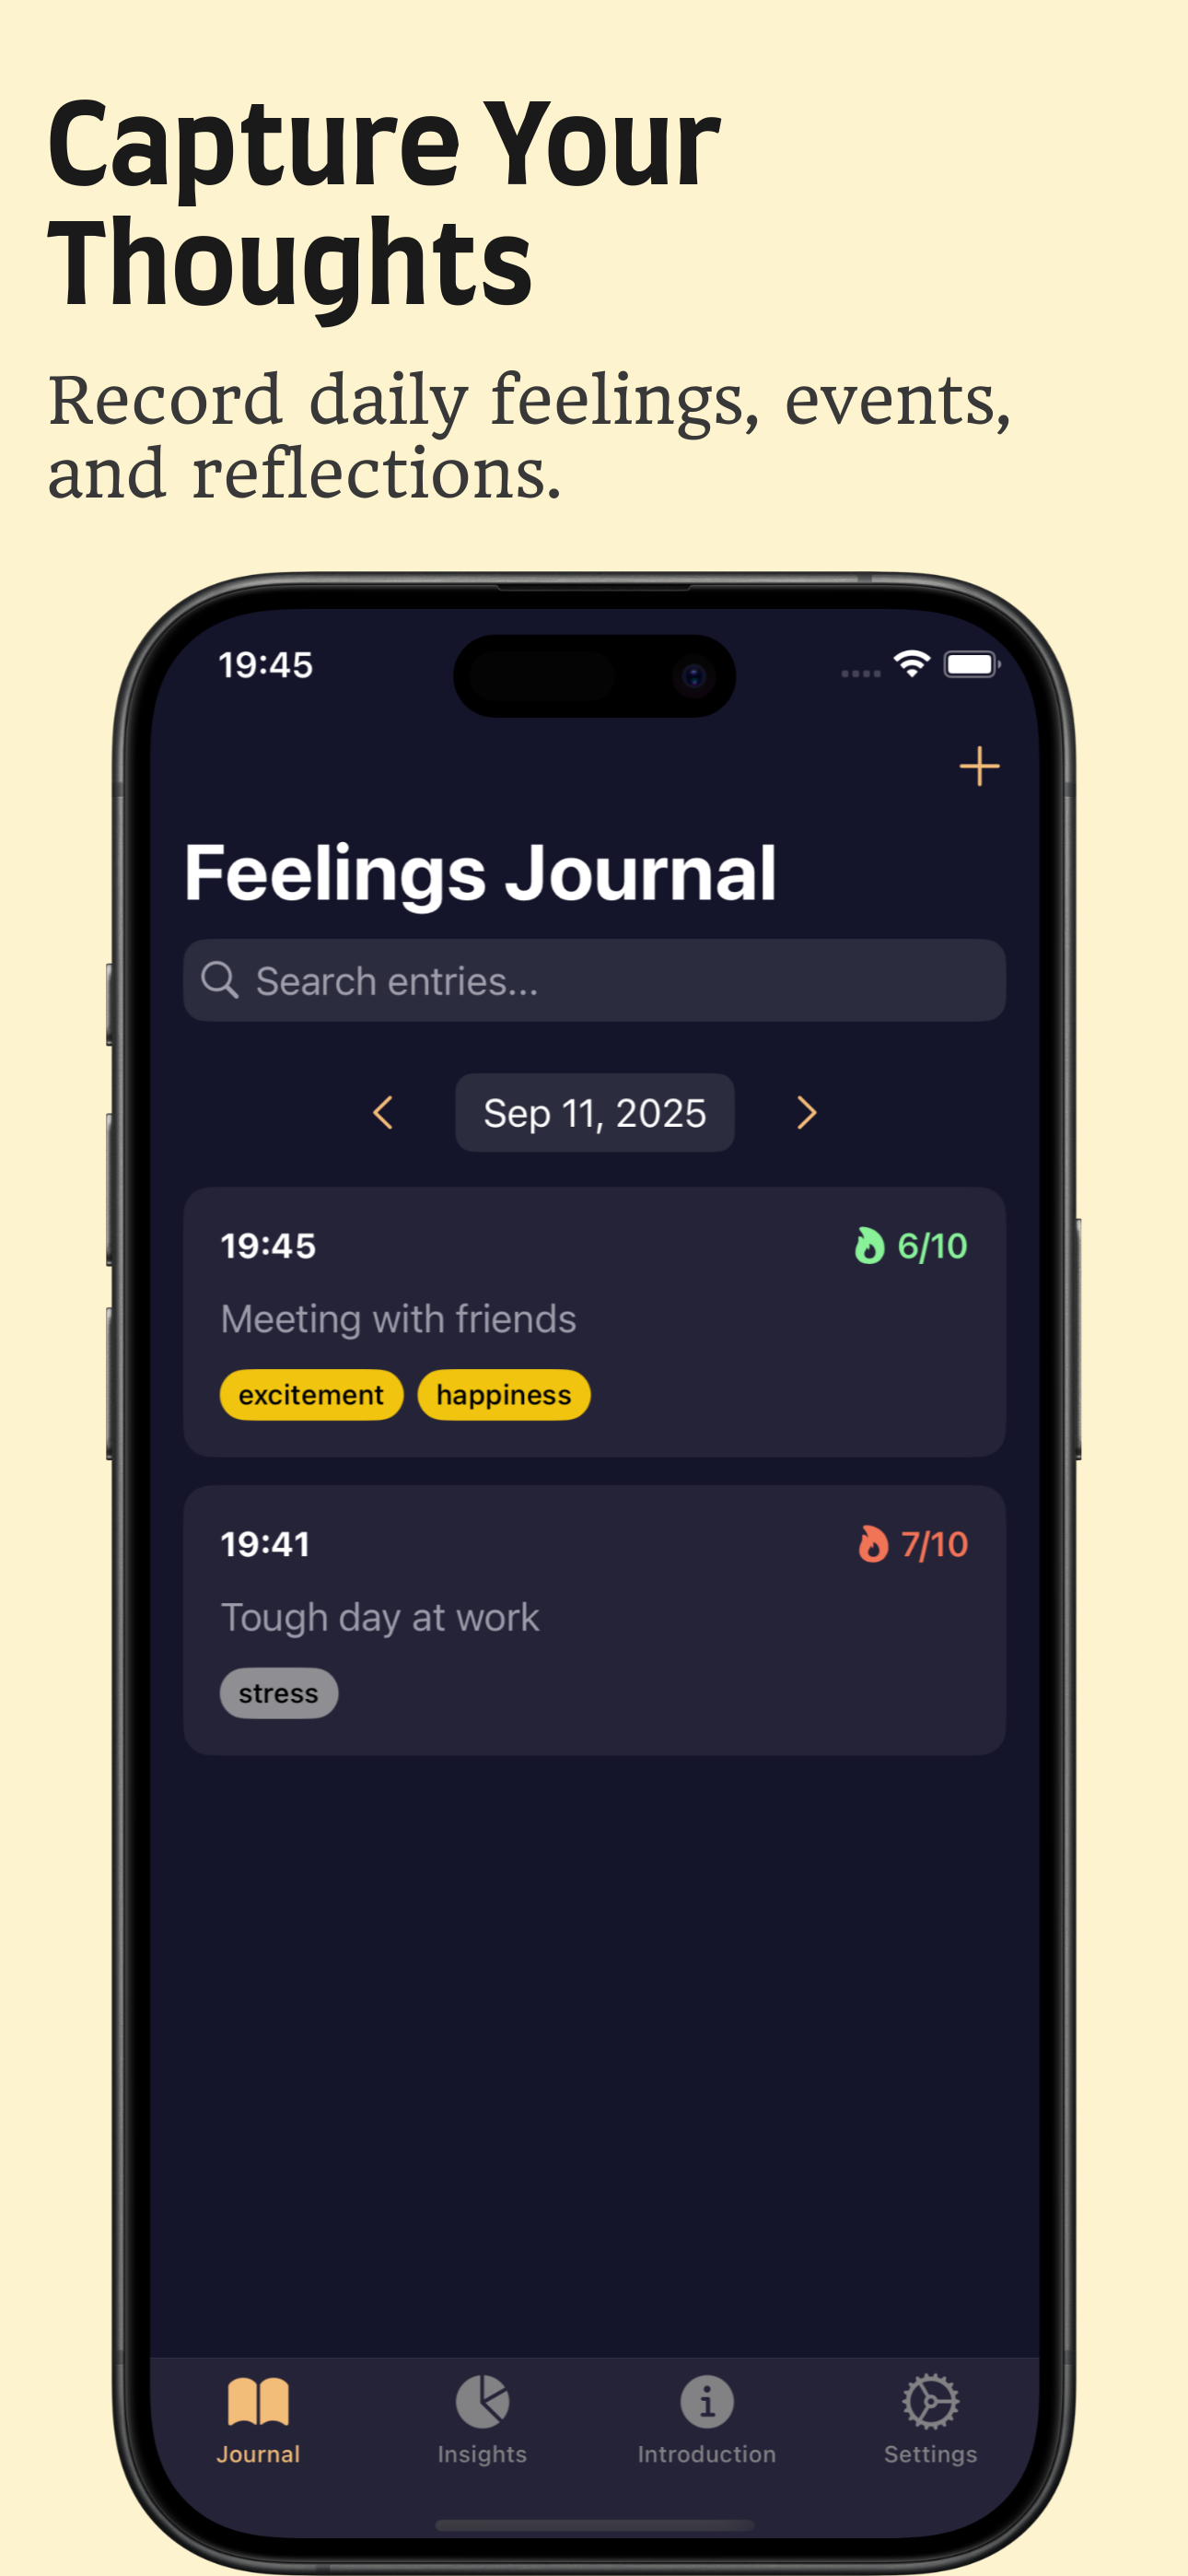 Capture Your
Thoughts
Record daily feelings, events,
and reflections.
19:45
Feelings Journal
Search entries...
Sep 11, 2025
19:45 6/10
Meeting with friends
excitement happiness
19:41 7/10
Tough day at work
stress
Journal Insights Introduction Settings